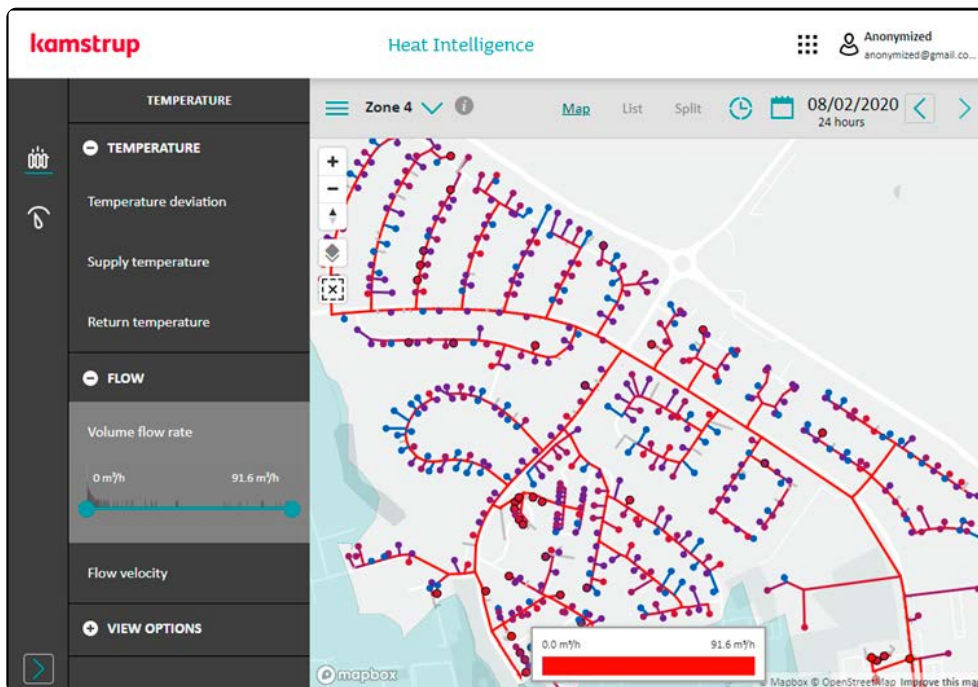 kamstrup
Heat Intelligence
Anonymized
anonymized@gmail.co...
TEMPERATURE
Zone 4
Map
List
Split
08/02/2020
24 hours
TEMPERATURE
Temperature deviation
Supply temperature
Return temperature
FLOW
Volume flow rate
0 m³/h
91.6 m³/h
Flow velocity
VIEW OPTIONS
0.0 m³/h
91.6 m³/h
mapbox
Mapbox © OpenStreetMap Improve this map